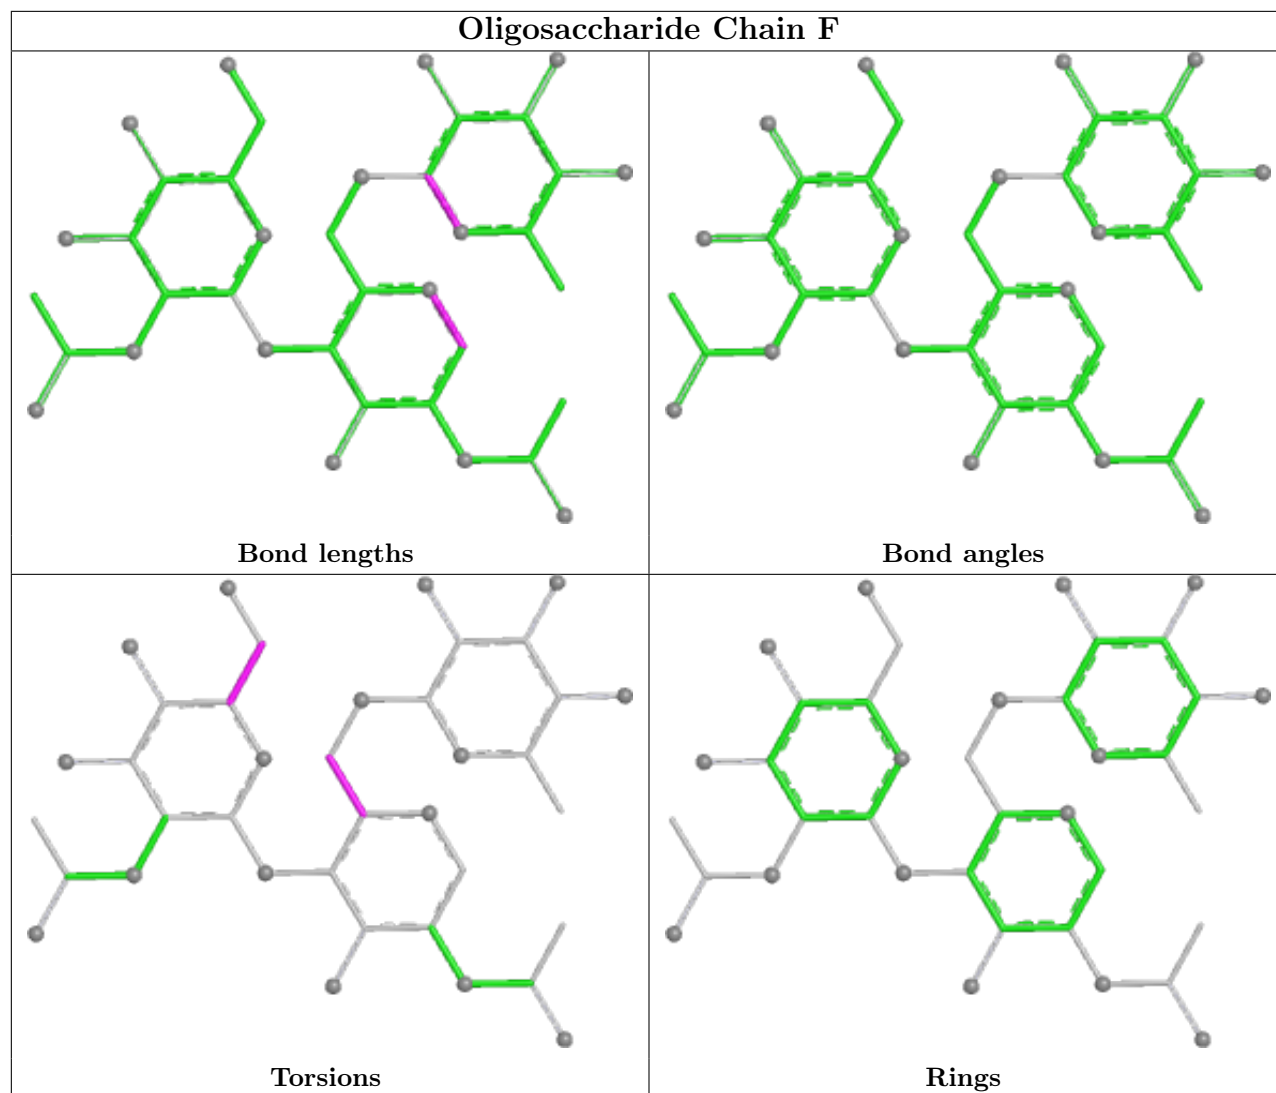 Oligosaccharide Chain F
Bond lengths
Bond angles
Torsions
Rings